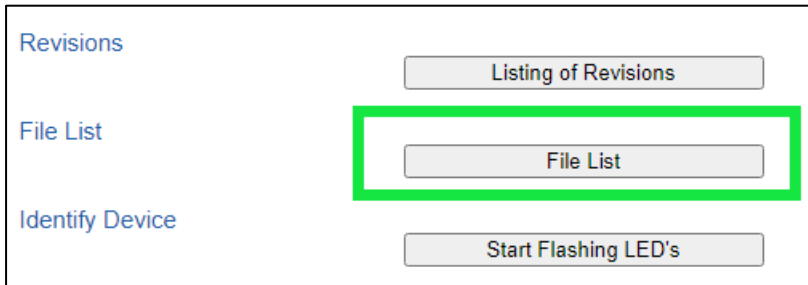 Revisions
Listing of Revisions
File List
File List
Identify Device
Start Flashing LED's